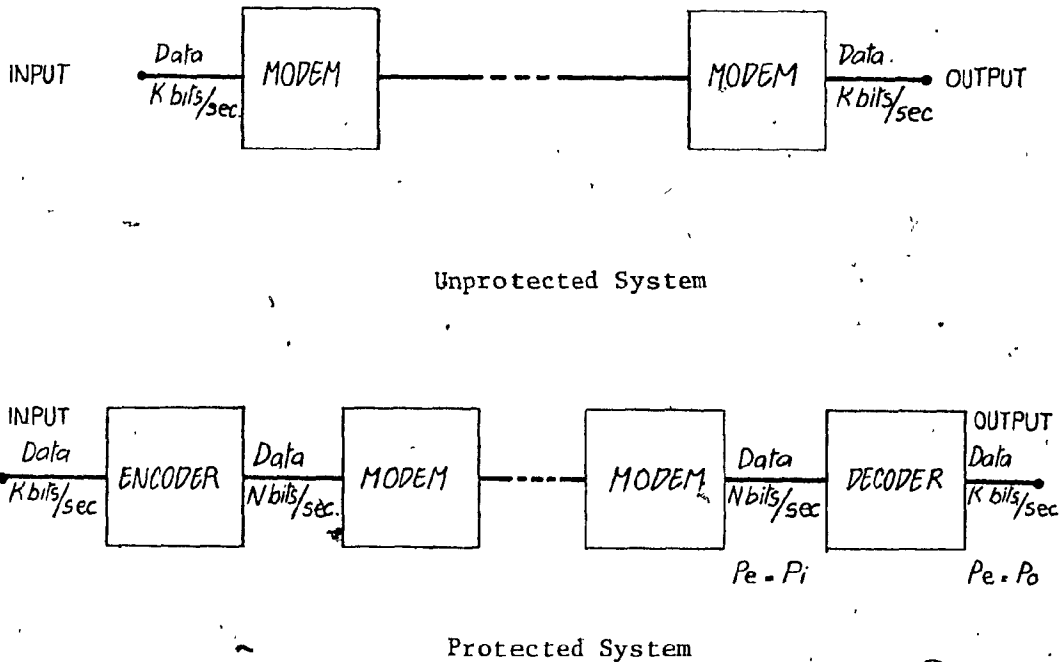 INPUT
Data
K bits/sec.
MODEM
MODEM
Data.
K bits/sec
OUTPUT
Unprotected System
INPUT
Data
K bits/sec
ENCODER
Data
N bits/sec.
MODEM
MODEM
Data
N bits/sec
DECODER
OUTPUT
Data
K bits/sec
Pe = Pi
Pe = Po
Protected System